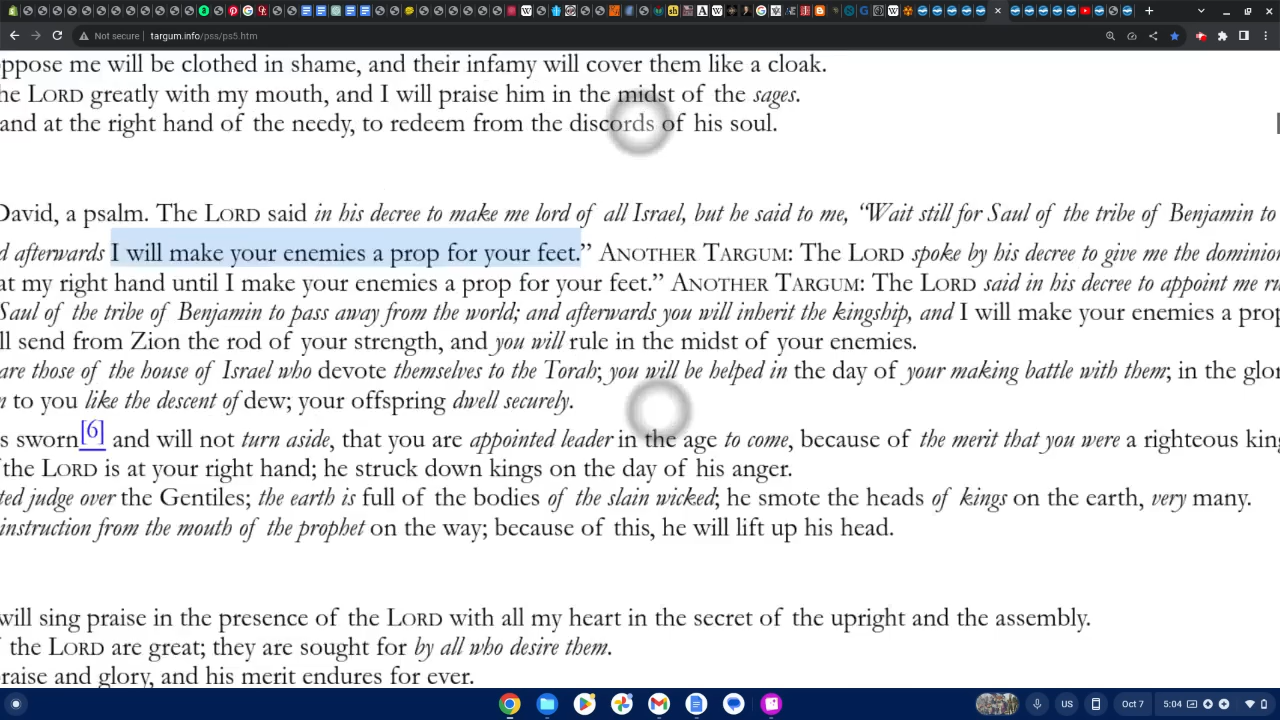 Not secure | targum.info/pss/ps5.htm
ppose me will be clothed in shame, and their infamy will cover them like a cloak.
he LORD greatly with my mouth, and I will praise him in the midst of the sages.
and at the right hand of the needy, to redeem from the discords of his soul.
David, a psalm. The LORD said in his decree to make me lord of all Israel, but he said to me, “Wait still for Saul of the tribe of Benjamin to
d afterwards I will make your enemies a prop for your feet.” ANOTHER TARGUM: The LORD spoke by his decree to give me the dominion
at my right hand until I make your enemies a prop for your feet.” ANOTHER TARGUM: The LORD said in his decree to appoint me ru
Saul of the tribe of Benjamin to pass away from the world; and afterwards you will inherit the kingship, and I will make your enemies a prop
ll send from Zion the rod of your strength, and you will rule in the midst of your enemies.
are those of the house of Israel who devote themselves to the Torah; you will be helped in the day of your making battle with them; in the glor
n to you like the descent of dew; your offspring dwell securely.
s sworn[6] and will not turn aside, that you are appointed leader in the age to come, because of the merit that you were a righteous king
f the LORD is at your right hand; he struck down kings on the day of his anger.
ted judge over the Gentiles; the earth is full of the bodies of the slain wicked; he smote the heads of kings on the earth, very many.
instruction from the mouth of the prophet on the way; because of this, he will lift up his head.
will sing praise in the presence of the LORD with all my heart in the secret of the upright and the assembly.
f the LORD are great; they are sought for by all who desire them.
raise and glory, and his merit endures for ever.
US Oct 7 5:04